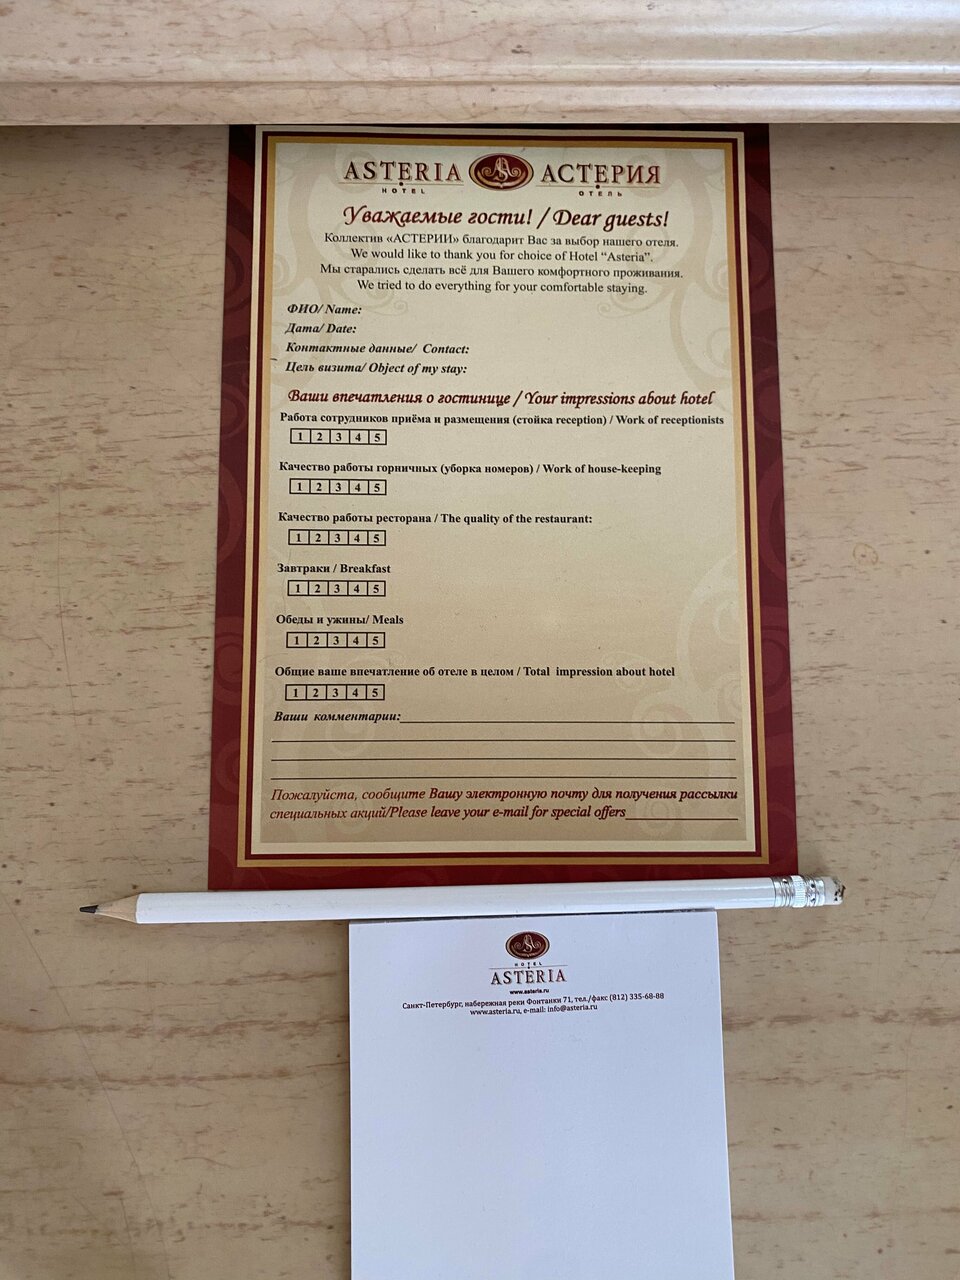 ASTERIA АСТЕРИЯ
HOTEL ОТЕЛЬ
Уважаемые гости! / Dear guests!
Коллектив «АСТЕРИИ» благодарит Вас за выбор нашего отеля.
We would like to thank you for choice of Hotel “Asteria”.
Мы старались сделать всё для Вашего комфортного проживания.
We tried to do everything for your comfortable staying.
ФИО/ Name:
Дата/ Date:
Контактные данные/ Contact:
Цель визита/ Object of my stay:
Ваши впечатления о гостинице / Your impressions about hotel
Работа сотрудников приёма и размещения (стойка reception) / Work of receptionists
1 2 3 4 5
Качество работы горничных (уборка номеров) / Work of house-keeping
1 2 3 4 5
Качество работы ресторана / The quality of the restaurant:
1 2 3 4 5
Завтраки / Breakfast
1 2 3 4 5
Обеды и ужины/ Meals
1 2 3 4 5
Общие ваше впечатление об отеле в целом / Total impression about hotel
1 2 3 4 5
Ваши комментарии:
Пожалуйста, сообщите Вашу электронную почту для получения рассылки
специальных акций/Please leave your e-mail for special offers
HOTEL
ASTERIA
www.asteria.ru
Санкт-Петербург, набережная реки Фонтанки 71, тел./факс (812) 335-68-88
www.asteria.ru, e-mail: info@asteria.ru